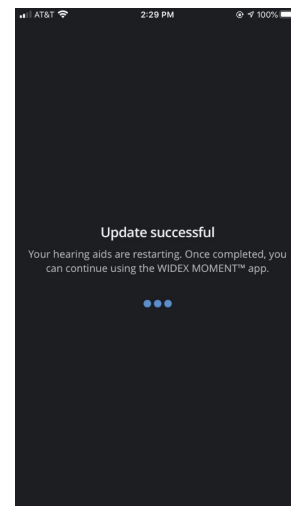 AT&T 2:29 PM 100%
Update successful
Your hearing aids are restarting. Once completed, you
can continue using the WIDEX MOMENT™ app.